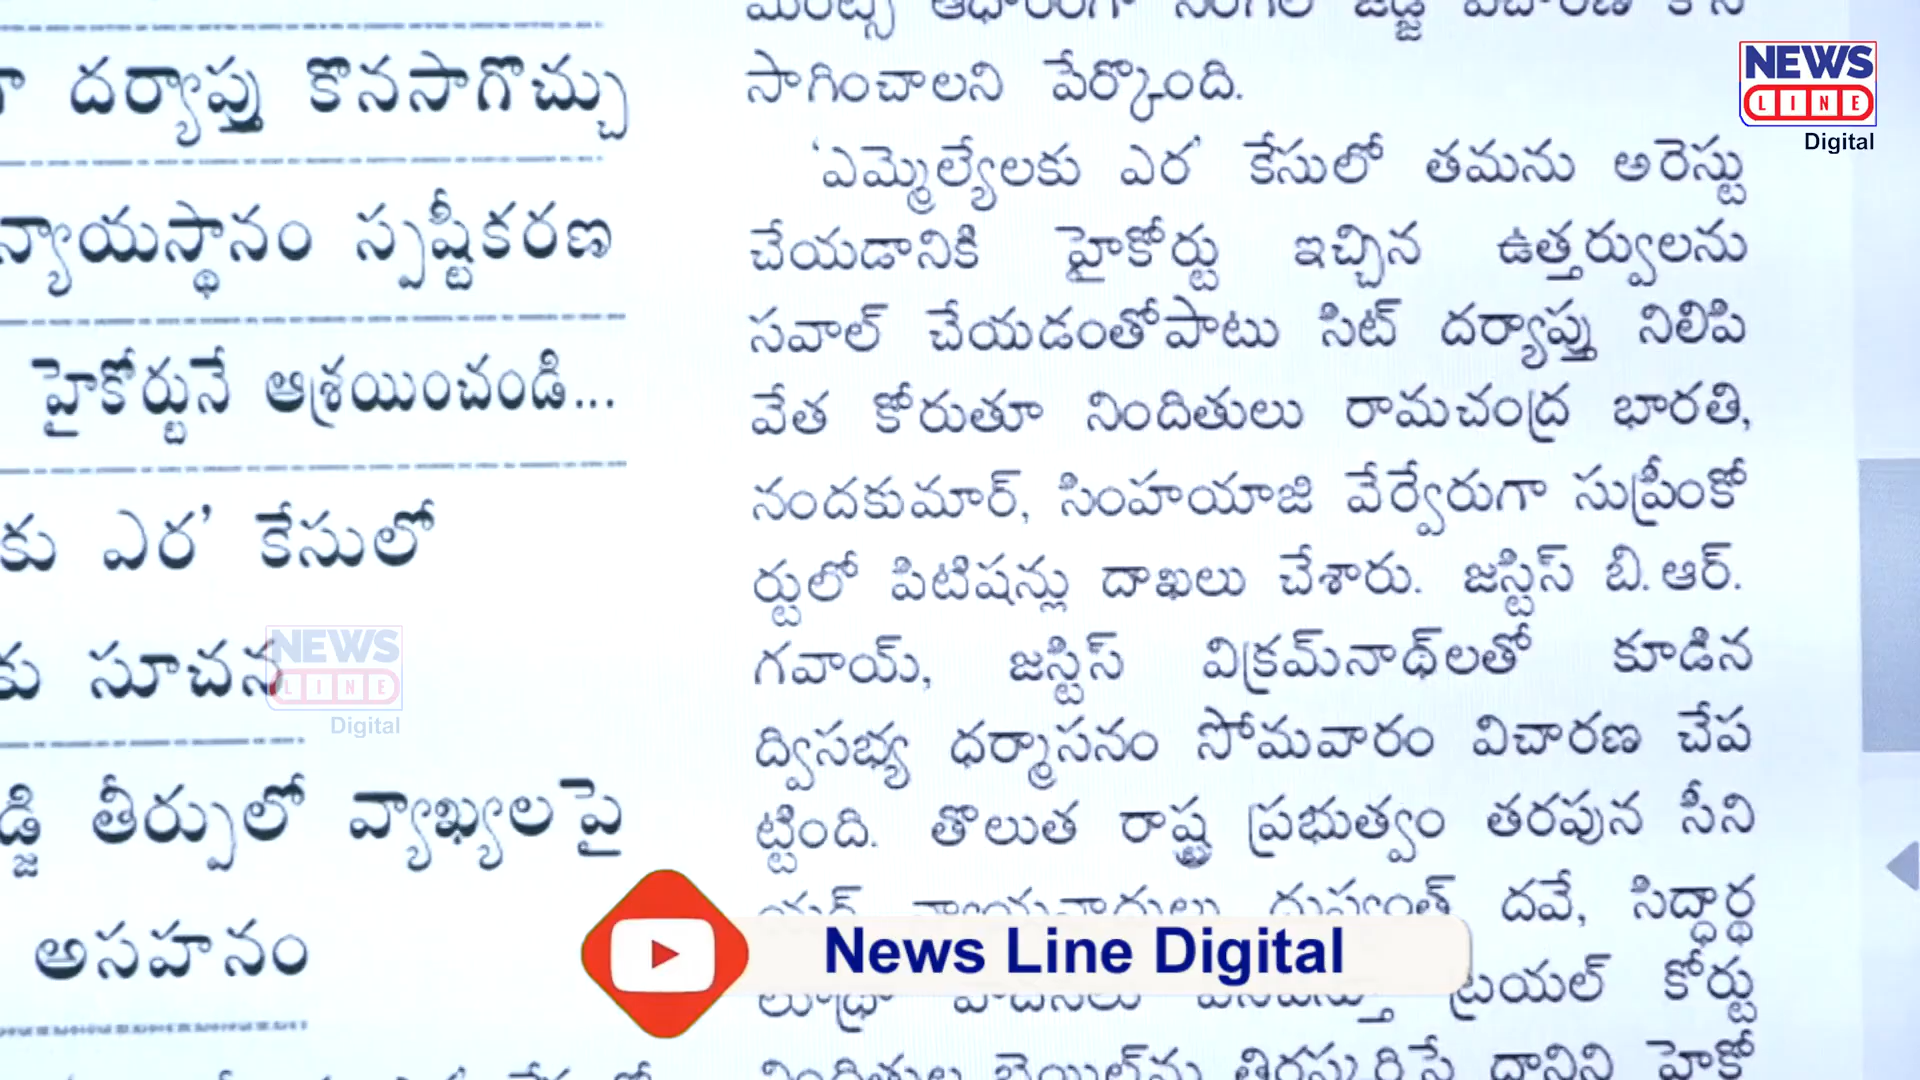 దర్యాప్తు కొనసాగొచ్చు
న్యాయస్థానం స్పష్టీకరణ
హైకోర్టునే ఆశ్రయించండి...
కు ఎర’ కేసులో
కు సూచన
తీర్పులో వ్యాఖ్యలపై
అసహనం
సాగించాలని పేర్కొంది.
‘ఎమ్మెల్యేలకు ఎర’ కేసులో తమను అరెస్టు
చేయడానికి హైకోర్టు ఇచ్చిన ఉత్తర్వులను
సవాల్ చేయడంతోపాటు సిట్ దర్యాప్తు నిలిపి
వేత కోరుతూ నిందితులు రామచంద్ర భారతి,
నందకుమార్, సింహయాజి వేర్వేరుగా సుప్రీంకో
ర్టులో పిటిషన్లు దాఖలు చేశారు. జస్టిస్ బి.ఆర్.
గవాయ్, జస్టిస్ విక్రమ్‌నాథ్‌లతో కూడిన
ద్విసభ్య ధర్మాసనం సోమవారం విచారణ చేప
ట్టింది. తొలుత రాష్ట్ర ప్రభుత్వం తరపున సీని
దవే, సిద్ధార్థ
ట్రయల్ కోర్టు
NEWS
LINE
Digital
NEWS
LINE
Digital
News Line Digital